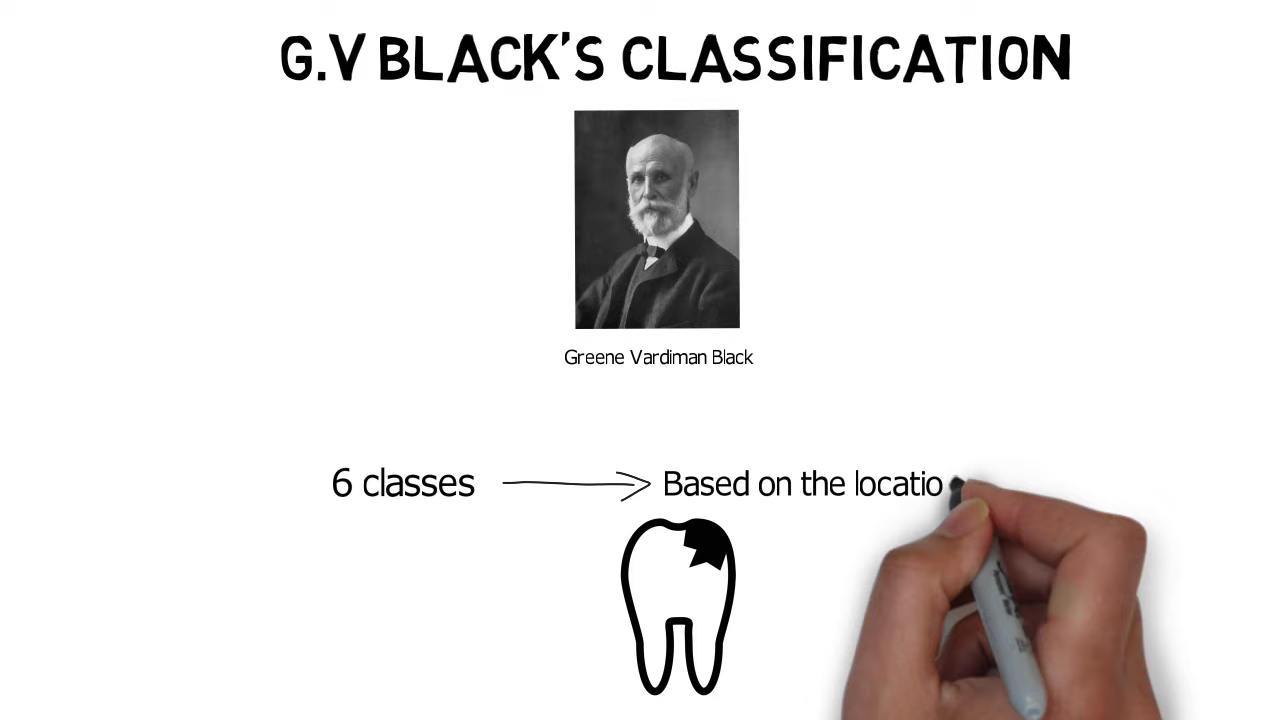 G.V BLACK'S CLASSIFICATION
Greene Vardiman Black
6 classes
Based on the locatio